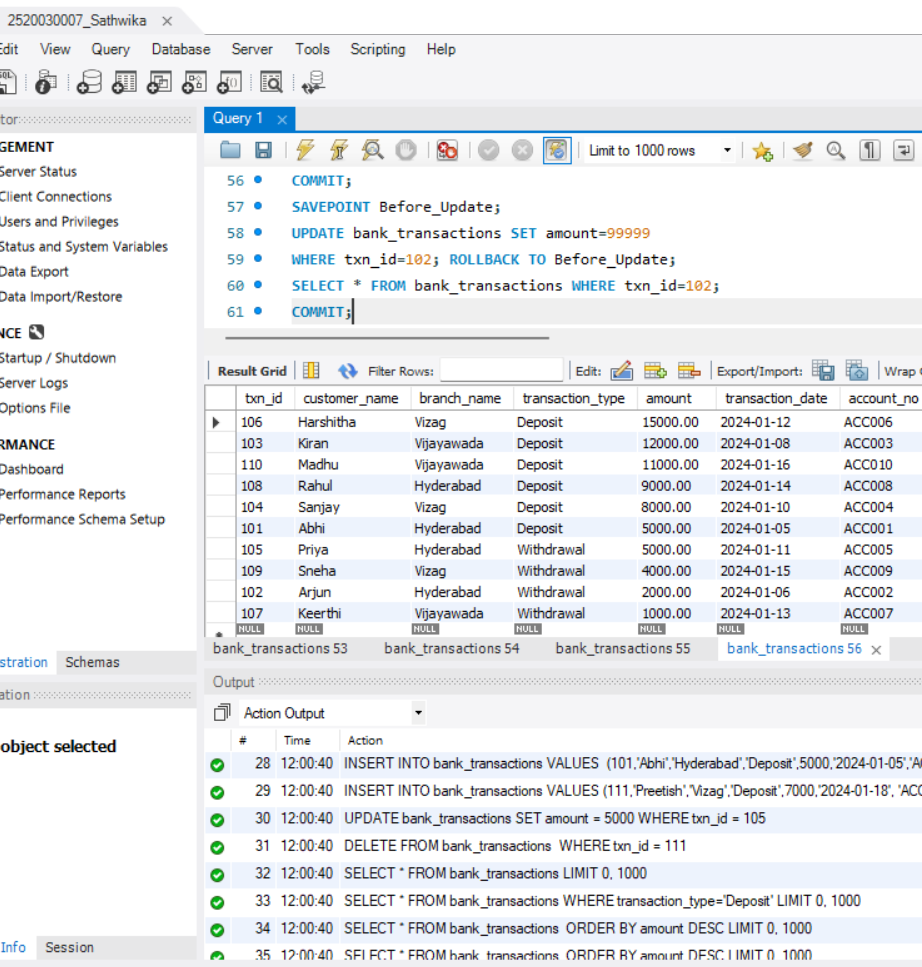 2520030007_Sathwika ×
Edit View Query Database Server Tools Scripting Help
Query 1 ×
GEMENT
Server Status
Client Connections
Users and Privileges
Status and System Variables
Data Export
Data Import/Restore
NCE
Startup / Shutdown
Server Logs
Options File
RMANCE
Dashboard
Performance Reports
Performance Schema Setup
stration Schemas
object selected
Info Session
Limit to 1000 rows
56 COMMIT;
57 SAVEPOINT Before_Update;
58 UPDATE bank_transactions SET amount=99999
59 WHERE txn_id=102; ROLLBACK TO Before_Update;
60 SELECT * FROM bank_transactions WHERE txn_id=102;
61 COMMIT;
Result Grid Filter Rows: Edit: Export/Import: Wrap
txn_id customer_name branch_name transaction_type amount transaction_date account_no
106 Harshitha Vizag Deposit 15000.00 2024-01-12 ACC006
103 Kiran Vijayawada Deposit 12000.00 2024-01-08 ACC003
110 Madhu Vijayawada Deposit 11000.00 2024-01-16 ACC010
108 Rahul Hyderabad Deposit 9000.00 2024-01-14 ACC008
104 Sanjay Vizag Deposit 8000.00 2024-01-10 ACC004
101 Abhi Hyderabad Deposit 5000.00 2024-01-05 ACC001
105 Priya Hyderabad Withdrawal 5000.00 2024-01-11 ACC005
109 Sneha Vizag Withdrawal 4000.00 2024-01-15 ACC009
102 Arjun Hyderabad Withdrawal 2000.00 2024-01-06 ACC002
107 Keerthi Vijayawada Withdrawal 1000.00 2024-01-13 ACC007
NULL NULL NULL NULL NULL NULL NULL
bank_transactions 53 bank_transactions 54 bank_transactions 55 bank_transactions 56 ×
Output
Action Output
# Time Action
28 12:00:40 INSERT INTO bank_transactions VALUES (101,'Abhi','Hyderabad','Deposit',5000,'2024-01-05','A
29 12:00:40 INSERT INTO bank_transactions VALUES (111,'Preetish','Vizag','Deposit',7000,'2024-01-18', 'ACC
30 12:00:40 UPDATE bank_transactions SET amount = 5000 WHERE txn_id = 105
31 12:00:40 DELETE FROM bank_transactions WHERE txn_id = 111
32 12:00:40 SELECT * FROM bank_transactions LIMIT 0, 1000
33 12:00:40 SELECT * FROM bank_transactions WHERE transaction_type='Deposit' LIMIT 0, 1000
34 12:00:40 SELECT * FROM bank_transactions ORDER BY amount DESC LIMIT 0, 1000
35 12:00:40 SELECT * FROM bank_transactions ORDER BY amount DESC LIMIT 0, 1000